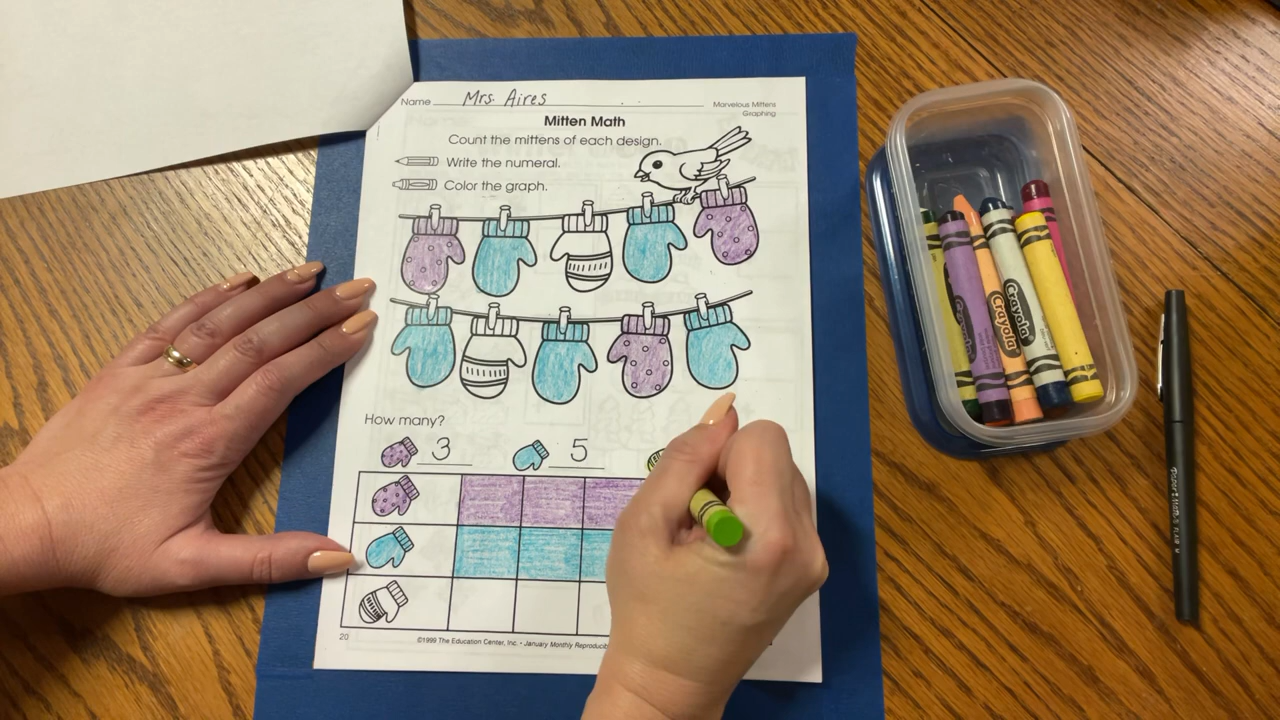 Name Mrs. Aires
Marvelous Mittens
Graphing
Mitten Math
Count the mittens of each design.
Write the numeral.
Color the graph.
How many?
3 5
20 ©1999 The Education Center, Inc. • January Monthly
Crayola Crayola